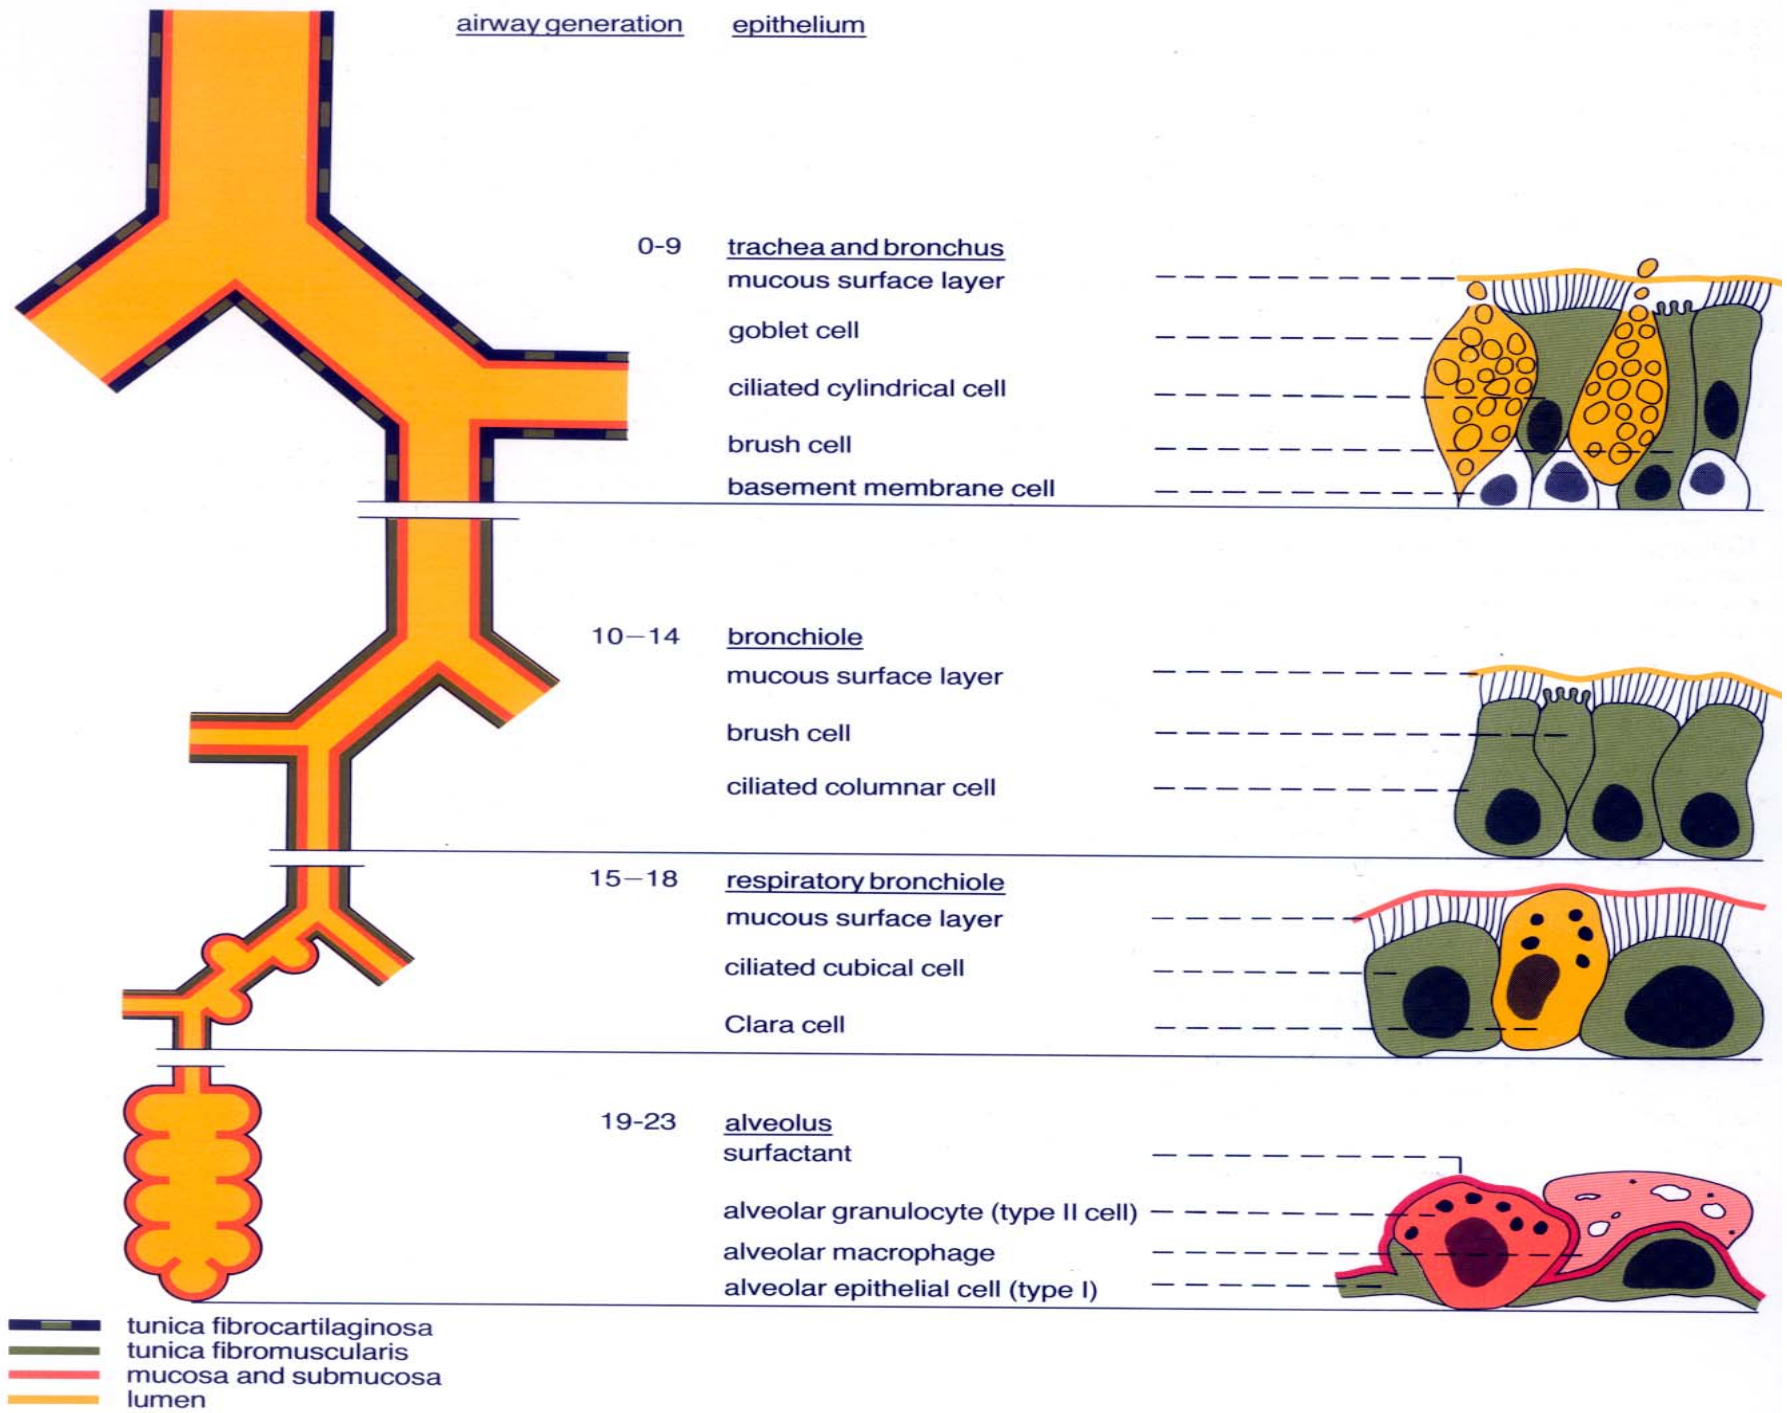 airway generation epithelium
0-9 trachea and bronchus
mucous surface layer
goblet cell
ciliated cylindrical cell
brush cell
basement membrane cell
10–14 bronchiole
mucous surface layer
brush cell
ciliated columnar cell
15–18 respiratory bronchiole
mucous surface layer
ciliated cubical cell
Clara cell
19-23 alveolus
surfactant
alveolar granulocyte (type II cell)
alveolar macrophage
alveolar epithelial cell (type I)
tunica fibrocartilaginosa
tunica fibromuscularis
mucosa and submucosa
lumen